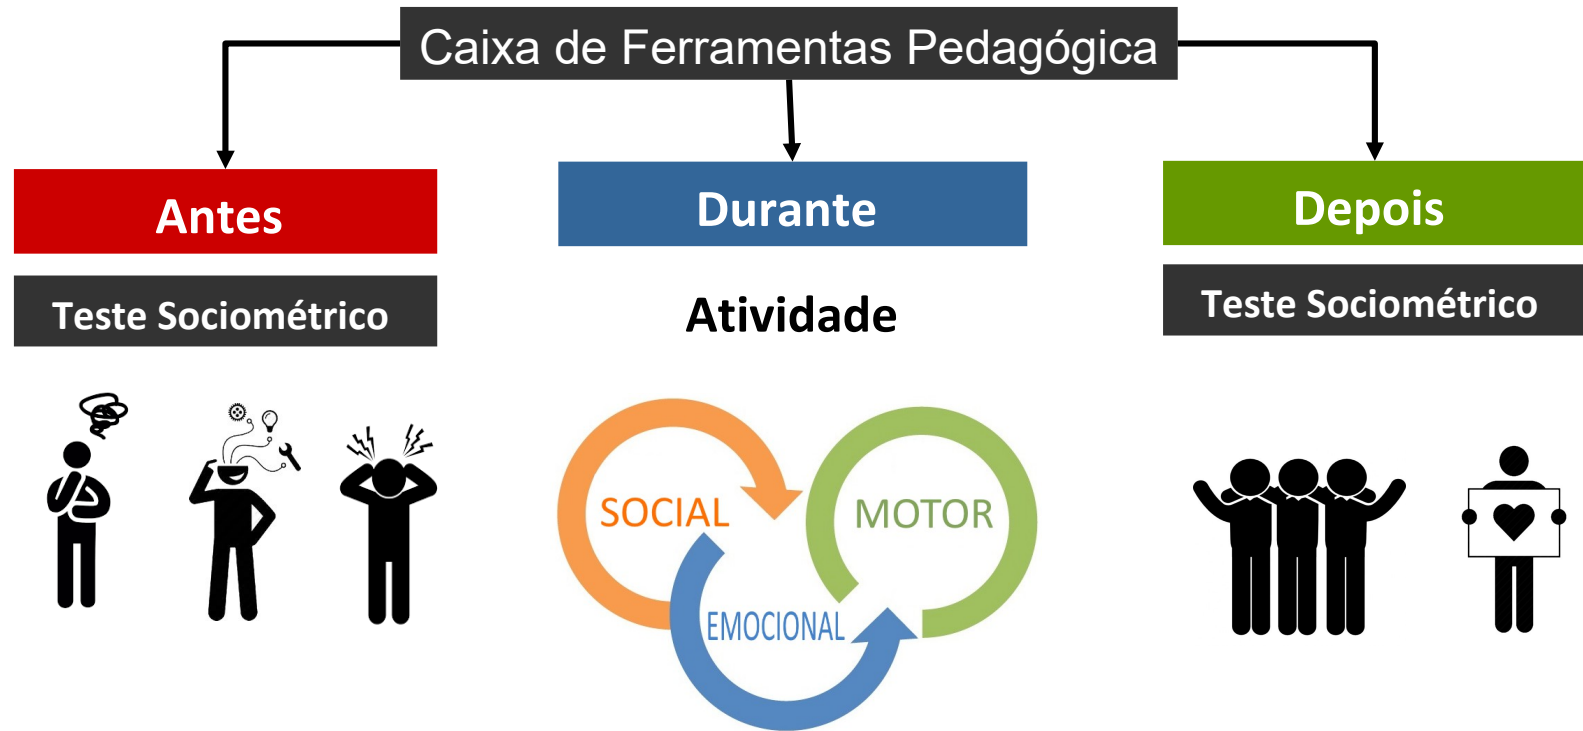 Caixa de Ferramentas Pedagógica
Antes
Durante
Depois
Teste Sociométrico
Atividade
Teste Sociométrico
SOCIAL
MOTOR
EMOCIONAL